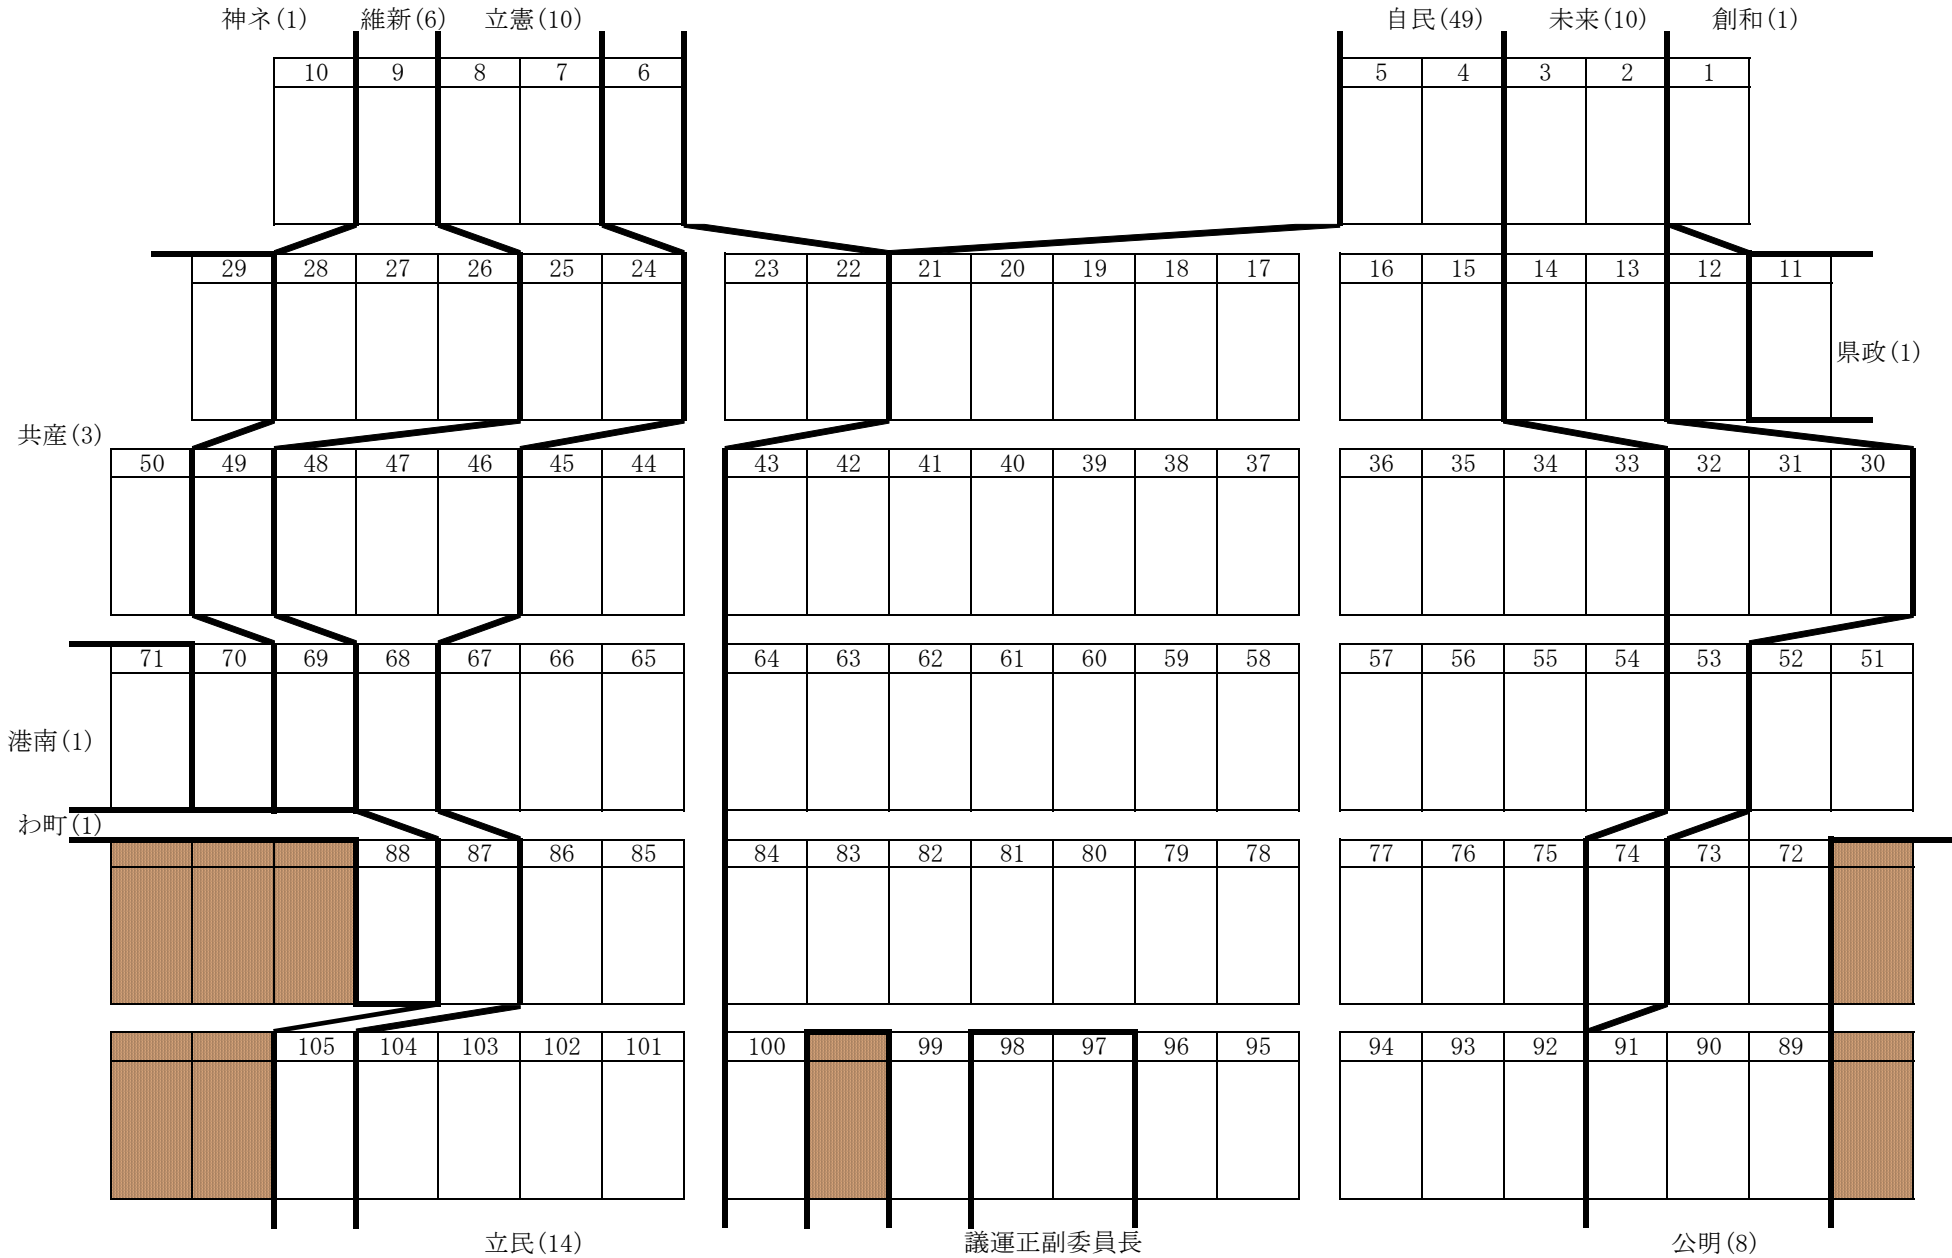 神ネ(1) 維新(6) 立憲(10) 自民(49) 未来(10) 創和(1)
10 9 8 7 6 5 4 3 2 1
29 28 27 26 25 24 23 22 21 20 19 18 17 16 15 14 13 12 11
県政(1)
共産(3)
50 49 48 47 46 45 44 43 42 41 40 39 38 37 36 35 34 33 32 31 30
71 70 69 68 67 66 65 64 63 62 61 60 59 58 57 56 55 54 53 52 51
港南(1)
わ町(1)
88 87 86 85 84 83 82 81 80 79 78 77 76 75 74 73 72
105 104 103 102 101 100 99 98 97 96 95 94 93 92 91 90 89
立民(14) 議運正副委員長 公明(8)